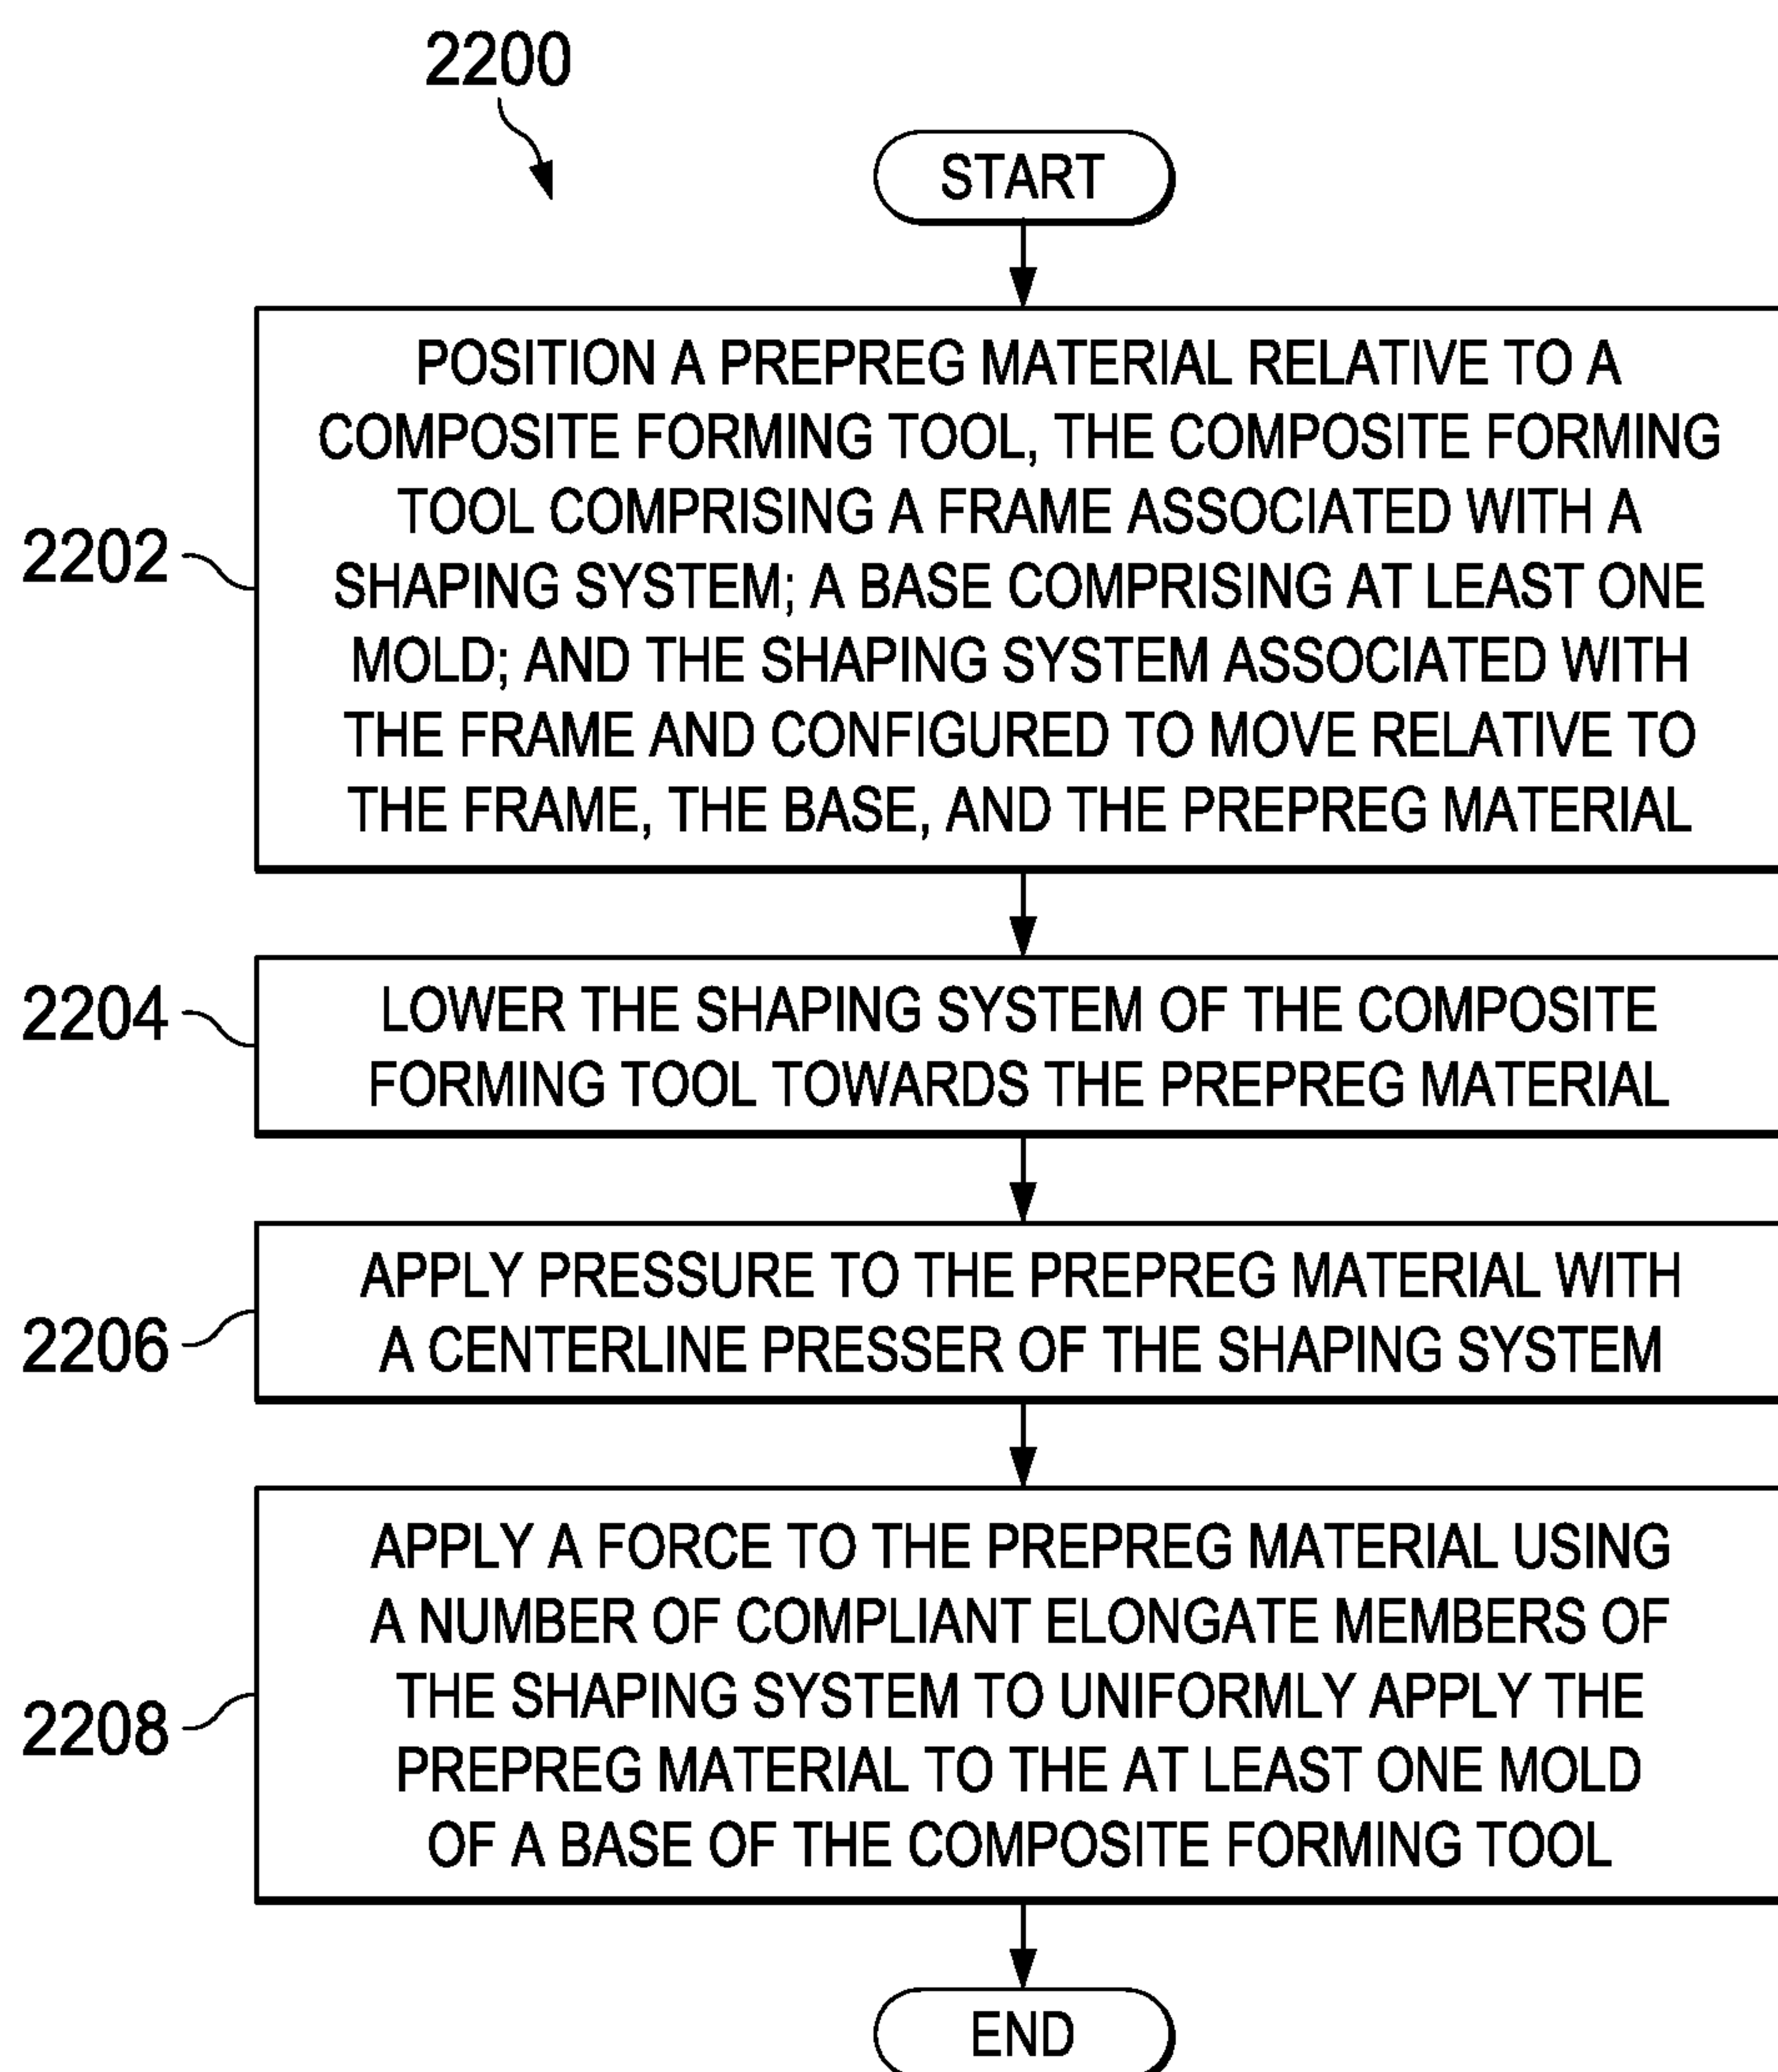 2200
START
2202
POSITION A PREPREG MATERIAL RELATIVE TO A
COMPOSITE FORMING TOOL, THE COMPOSITE FORMING
TOOL COMPRISING A FRAME ASSOCIATED WITH A
SHAPING SYSTEM; A BASE COMPRISING AT LEAST ONE
MOLD; AND THE SHAPING SYSTEM ASSOCIATED WITH
THE FRAME AND CONFIGURED TO MOVE RELATIVE TO
THE FRAME, THE BASE, AND THE PREPREG MATERIAL
2204
LOWER THE SHAPING SYSTEM OF THE COMPOSITE
FORMING TOOL TOWARDS THE PREPREG MATERIAL
2206
APPLY PRESSURE TO THE PREPREG MATERIAL WITH
A CENTERLINE PRESSER OF THE SHAPING SYSTEM
2208
APPLY A FORCE TO THE PREPREG MATERIAL USING
A NUMBER OF COMPLIANT ELONGATE MEMBERS OF
THE SHAPING SYSTEM TO UNIFORMLY APPLY THE
PREPREG MATERIAL TO THE AT LEAST ONE MOLD
OF A BASE OF THE COMPOSITE FORMING TOOL
END